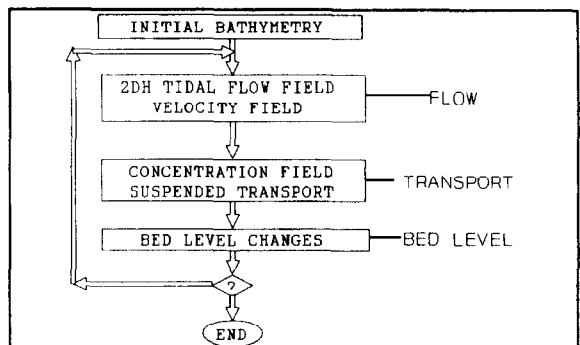 INITIAL BATHYMETRY
2DH TIDAL FLOW FIELD
VELOCITY FIELD
FLOW
CONCENTRATION FIELD
SUSPENDED TRANSPORT
TRANSPORT
BED LEVEL CHANGES
BED LEVEL
?
END